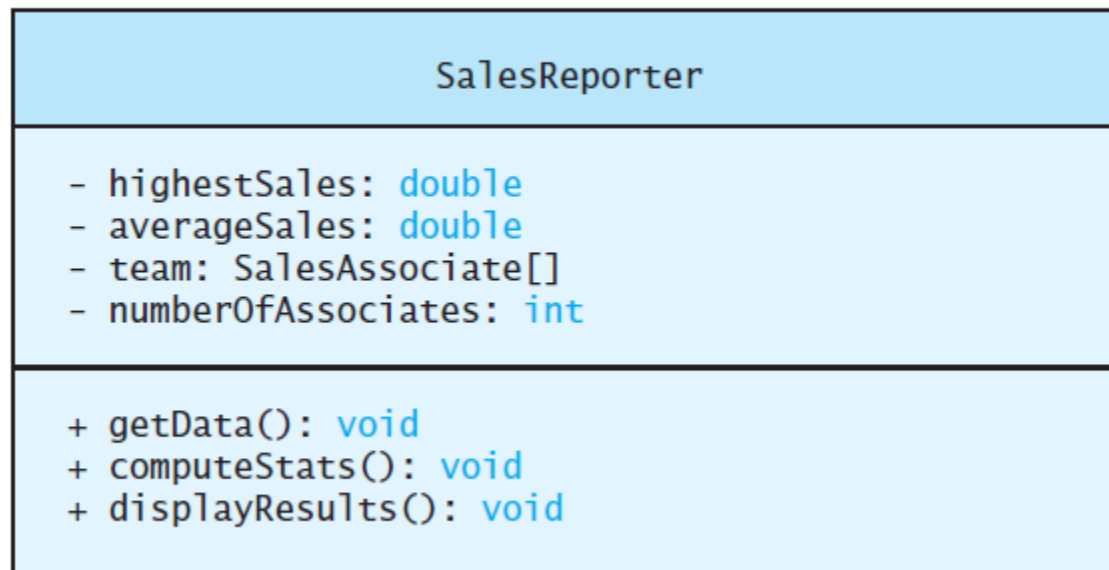 SalesReporter
- highestSales: double
- averageSales: double
- team: SalesAssociate[]
- numberOfAssociates: int
+ getData(): void
+ computeStats(): void
+ displayResults(): void